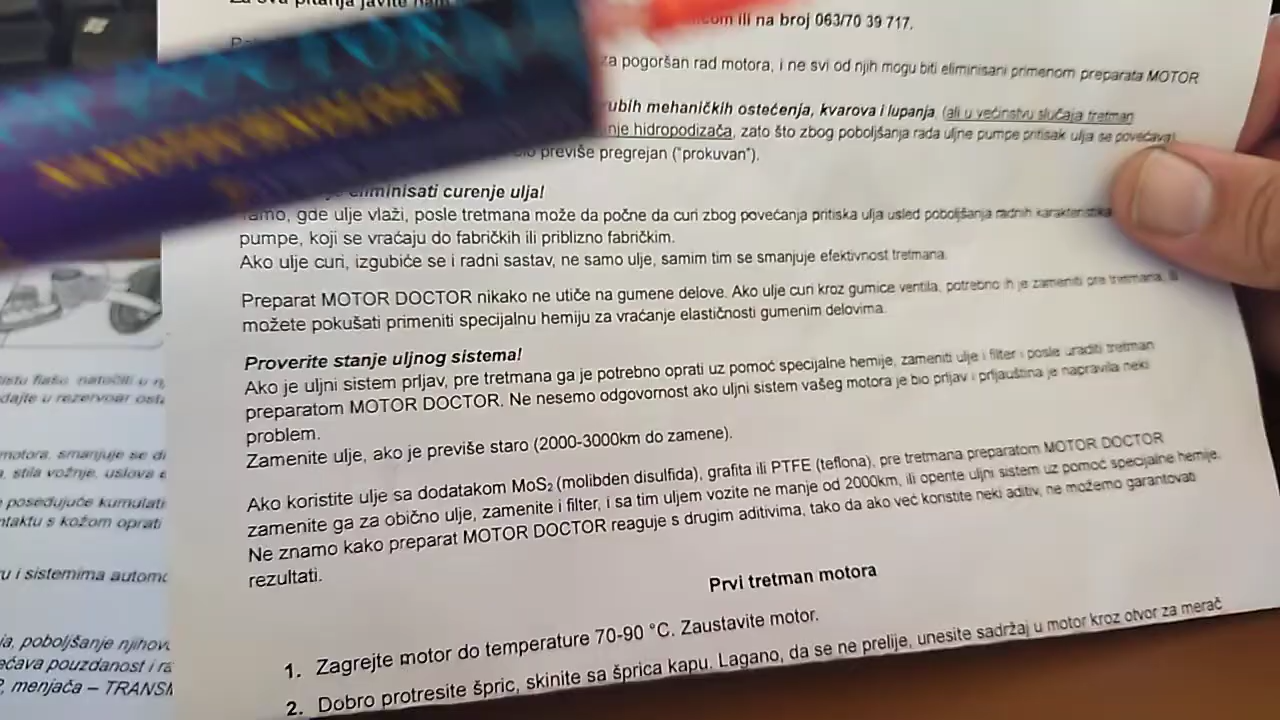 Za sva pitanja javite nam
com ili na broj 063/70 39 717.
za pogoršan rad motora, i ne svi od njih mogu biti eliminisani primenom preparata MOTOR
rubih mehaničkih ostećenja, kvarova i lupanja, (ali u većinstvu slučaja tretman
nje hidropodizača, zato što zbog poboljšanja rada uljne pumpe pritisak ulja se povećava)
previše pregrejan ("prokuvan").
eliminisati curenje ulja!
Tamo, gde ulje vlaži, posle tretmana može da počne da curi zbog povećanja pritiska ulja usled poboljšanja radnih karakteristika
pumpe, koji se vraćaju do fabričkih ili priblizno fabričkim.
Ako ulje curi, izgubiće se i radni sastav, ne samo ulje, samim tim se smanjuje efektivnost tretmana.
Preparat MOTOR DOCTOR nikako ne utiče na gumene delove. Ako ulje curi kroz gumice ventila, potrebno ih je zameniti pre tretmana, ili
možete pokušati primeniti specijalnu hemiju za vraćanje elastičnosti gumenim delovima.
Proverite stanje uljnog sistema!
Ako je uljni sistem prljav, pre tretmana ga je potrebno oprati uz pomoć specijalne hemije, zameniti ulje i filter i posle uraditi tretman
preparatom MOTOR DOCTOR. Ne nesemo odgovornost ako uljni sistem vašeg motora je bio prljav i prljauština je napravila neki
problem.
Zamenite ulje, ako je previše staro (2000-3000km do zamene).
Ako koristite ulje sa dodatakom MoS₂ (molibden disulfida), grafita ili PTFE (teflona), pre tretmana preparatom MOTOR DOCTOR
zamenite ga za obično ulje, zamenite i filter, i sa tim uljem vozite ne manje od 2000km, ili opente uljni sistem uz pomoć specijalne hemije.
Ne znamo kako preparat MOTOR DOCTOR reaguje s drugim aditivima, tako da ako već koristite neki aditiv, ne možemo garantovati
rezultati.
Prvi tretman motora
1. Zagrejte motor do temperature 70-90 °C. Zaustavite motor.
2. Dobro protresite špric, skinite sa šprica kapu. Lagano, da se ne prelije, unesite sadržaj u motor kroz otvor za merač
čistu flašu, natočiti u
dajte u rezervoar
motora, smanjuje se
stila vožnje, uslova
posedujuće kumulati
ntaktu s kožom oprati
u i sistemima automo
ja, poboljšanje njihov
ećava pouzdanost i
menjača – TRANSM